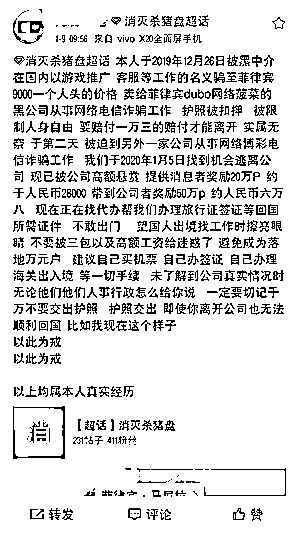 消灭杀猪盘超话
1-9 09:56 来自 vivo X20全面屏手机
消灭杀猪盘超话 本人于2019年12月26日被黑中介
在国内以游戏推广 客服等工作的名义骗至菲律宾
9000一个人头的价格 卖给菲律宾dubo网络菠菜的
黑公司从事网络电信诈骗工作 护照被扣押 被限
制人身自由 要赔付一万三的赔付才能离开 实属无
奈 于第二天 被迫到另外一家公司从事网络博彩电
信诈骗工作 我们于2020年1月5日找到机会逃离公
司 现已被公司高额悬赏 提供消息者奖励20万P 约
于人民币26000 带到公司者奖励50万p 约人民币六万
八 现在正在找代办帮我们办理旅行证签证等回国
所需证件 不敢出门 望国人出境找工作时擦亮眼
睛 不要被三包以及高额工资给迷惑了 避免成为落
地万元户 建议自己买机票 自己办签证 自己办理
海关出入境 等一切手续 未了解到公司真实情况时
无论他们他们人事行政怎么给你说 一定要切记千
万不要交出护照 护照交出 即使你离开公司也无法
顺利回国 比如我现在这个样子
以此为戒
以此为戒
以上均属本人真实经历
【超话】消灭杀猪盘
231帖子 411粉丝
转发 评论 赞